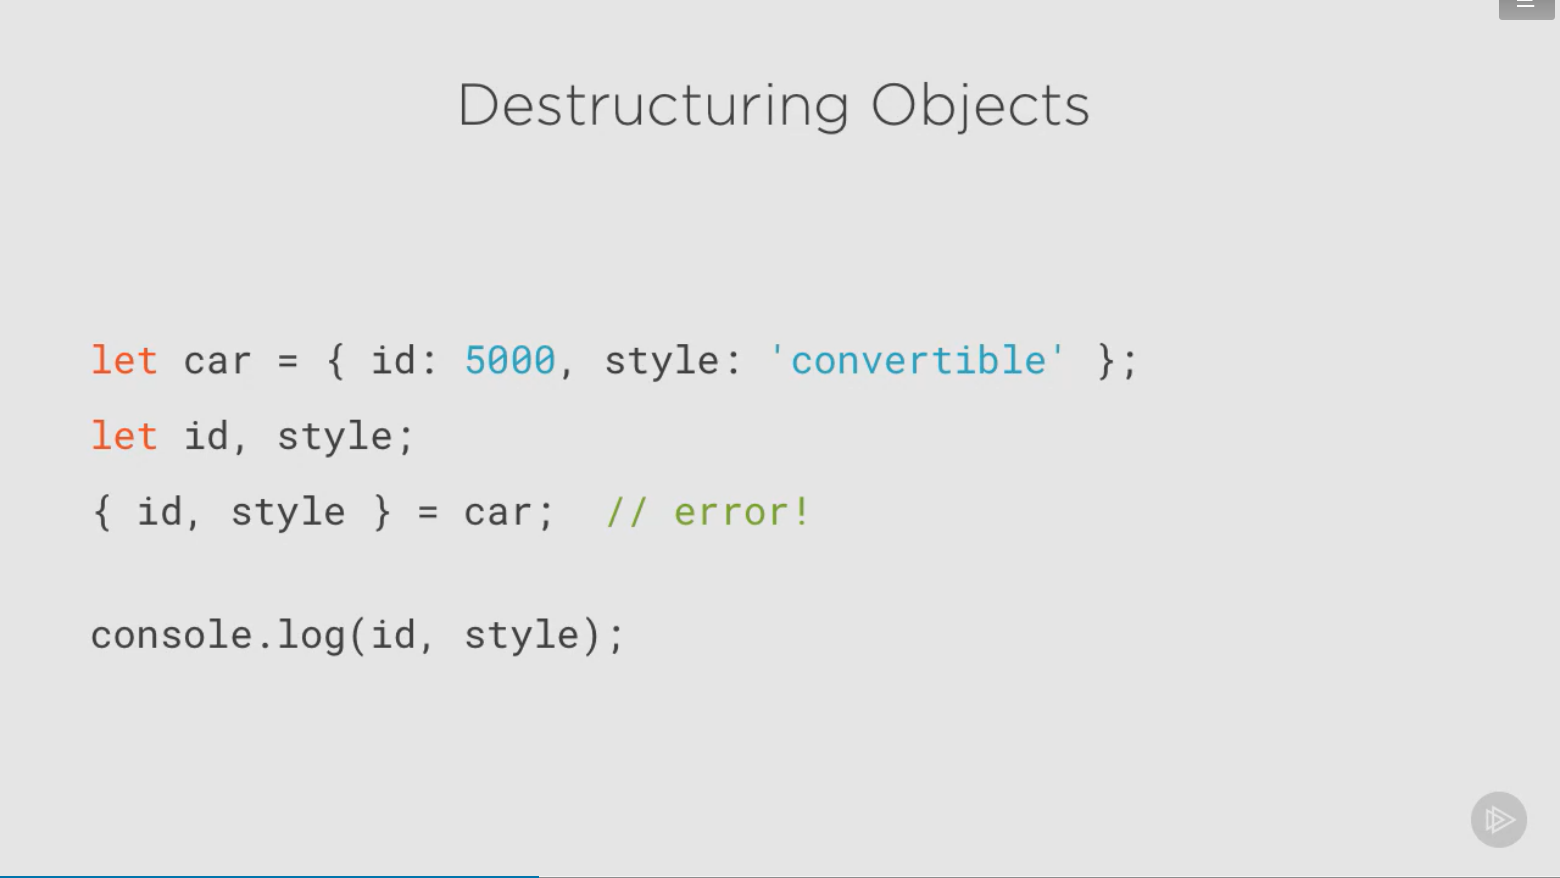 Destructuring Objects
let car = { id: 5000, style: 'convertible' };
let id, style;
{ id, style } = car;  // error!
console.log(id, style);